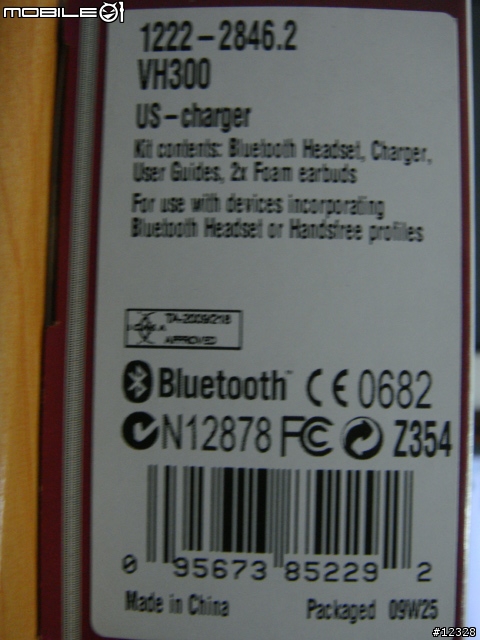 MOBILE01
1222-2846.2
VH300
US-charger
Kit contents: Bluetooth Headset, Charger,
User Guides, 2x Foam earbuds
For use with devices incorporating
Bluetooth Headset or Handsfree profiles
TA-2009/218
APPROVED
Bluetooth™ CE 0682
N12878 FC Z354
0 95673 85229 2
Made in China Packaged 09W25
#12328